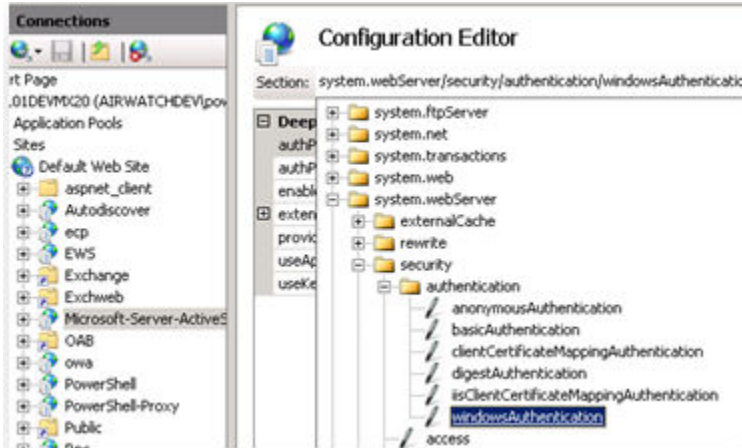 Connections
rt Page
.01DEVMX20 (AIRWATCHDEV\pow
Application Pools
Sites
Default Web Site
aspnet_client
Autodiscover
ecp
EWS
Exchange
Exchweb
Microsoft-Server-ActiveS
OAB
owa
PowerShell
PowerShell-Proxy
Public
Configuration Editor
Section: system.webServer/security/authentication/windowsAuthenticatio
Deep
authP
authP
enable
exten
provid
useAp
useKe
system.ftpServer
system.net
system.transactions
system.web
system.webServer
externalCache
rewrite
security
authentication
anonymousAuthentication
basicAuthentication
clientCertificateMappingAuthentication
digestAuthentication
iisClientCertificateMappingAuthentication
windowsAuthentication
access